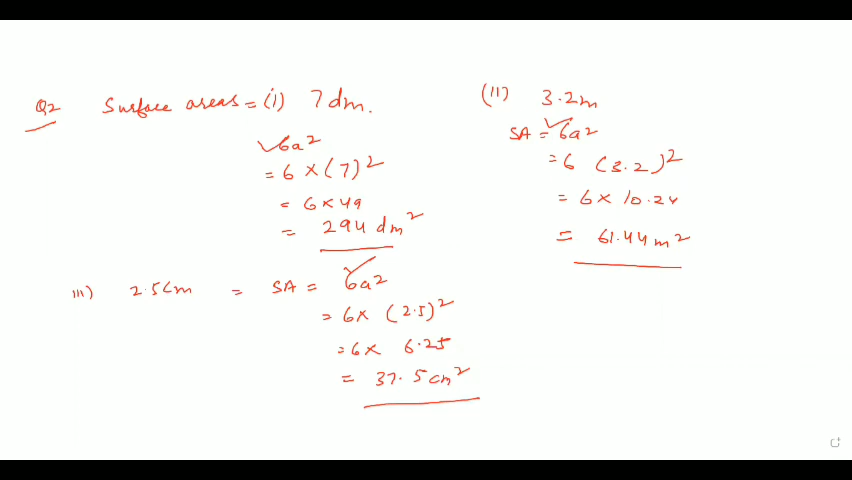 Q2 Surface areas = (i) 7dm.
6a²
= 6 × (7)²
= 6×49
= 294 dm²
(ii) 3.2m
SA = 6a²
= 6 (3.2)²
= 6× 10.24
= 61.44 m²
iii) 2.5cm = SA = 6a²
= 6× (2.5)²
= 6× 6.25
= 37.5 cm²